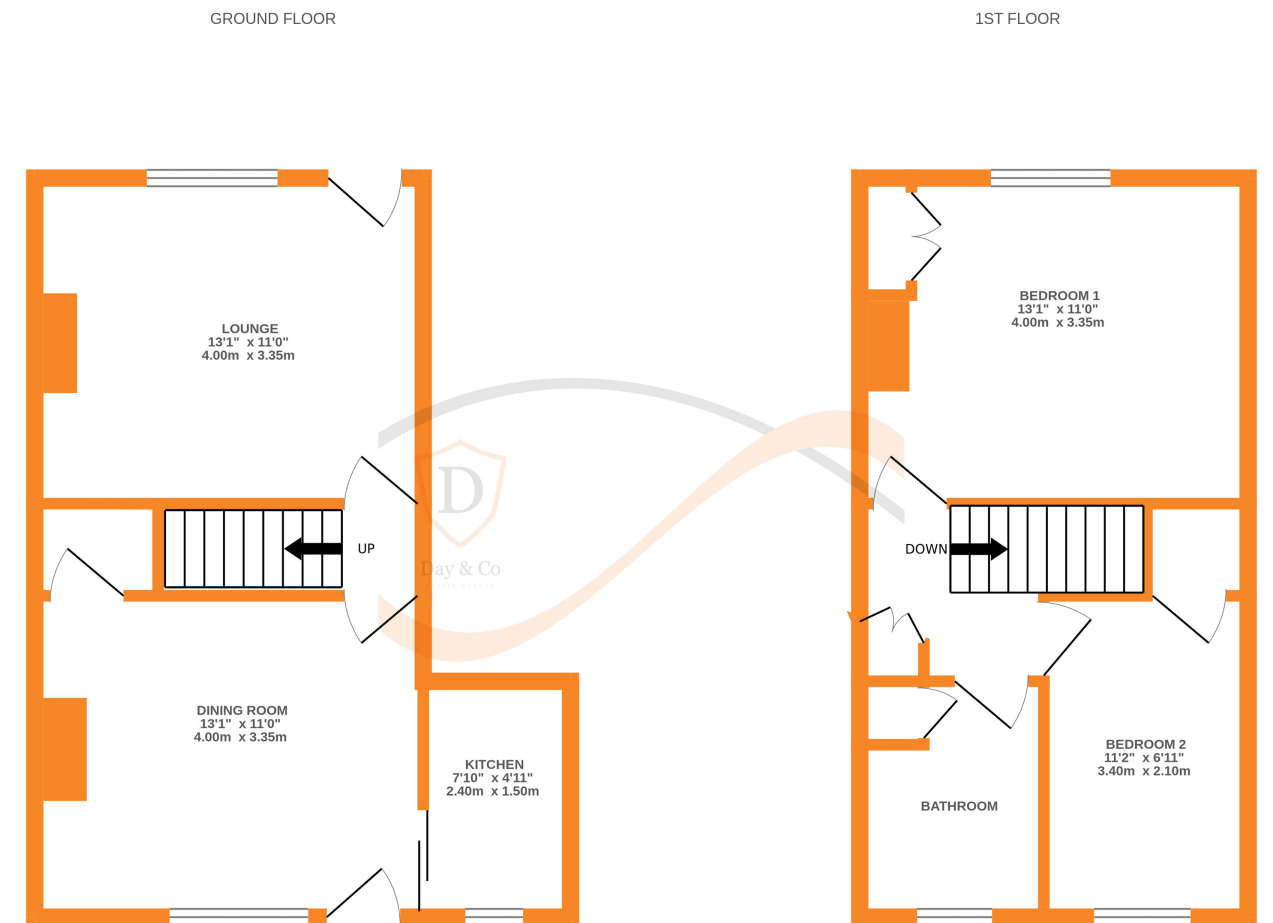 GROUND FLOOR
1ST FLOOR
LOUNGE
13'1" x 11'0"
4.00m x 3.35m
BEDROOM 1
13'1" x 11'0"
4.00m x 3.35m
D
Day & Co
UP
DOWN
DINING ROOM
13'1" x 11'0"
4.00m x 3.35m
KITCHEN
7'10" x 4'11"
2.40m x 1.50m
BEDROOM 2
11'2" x 6'11"
3.40m x 2.10m
BATHROOM